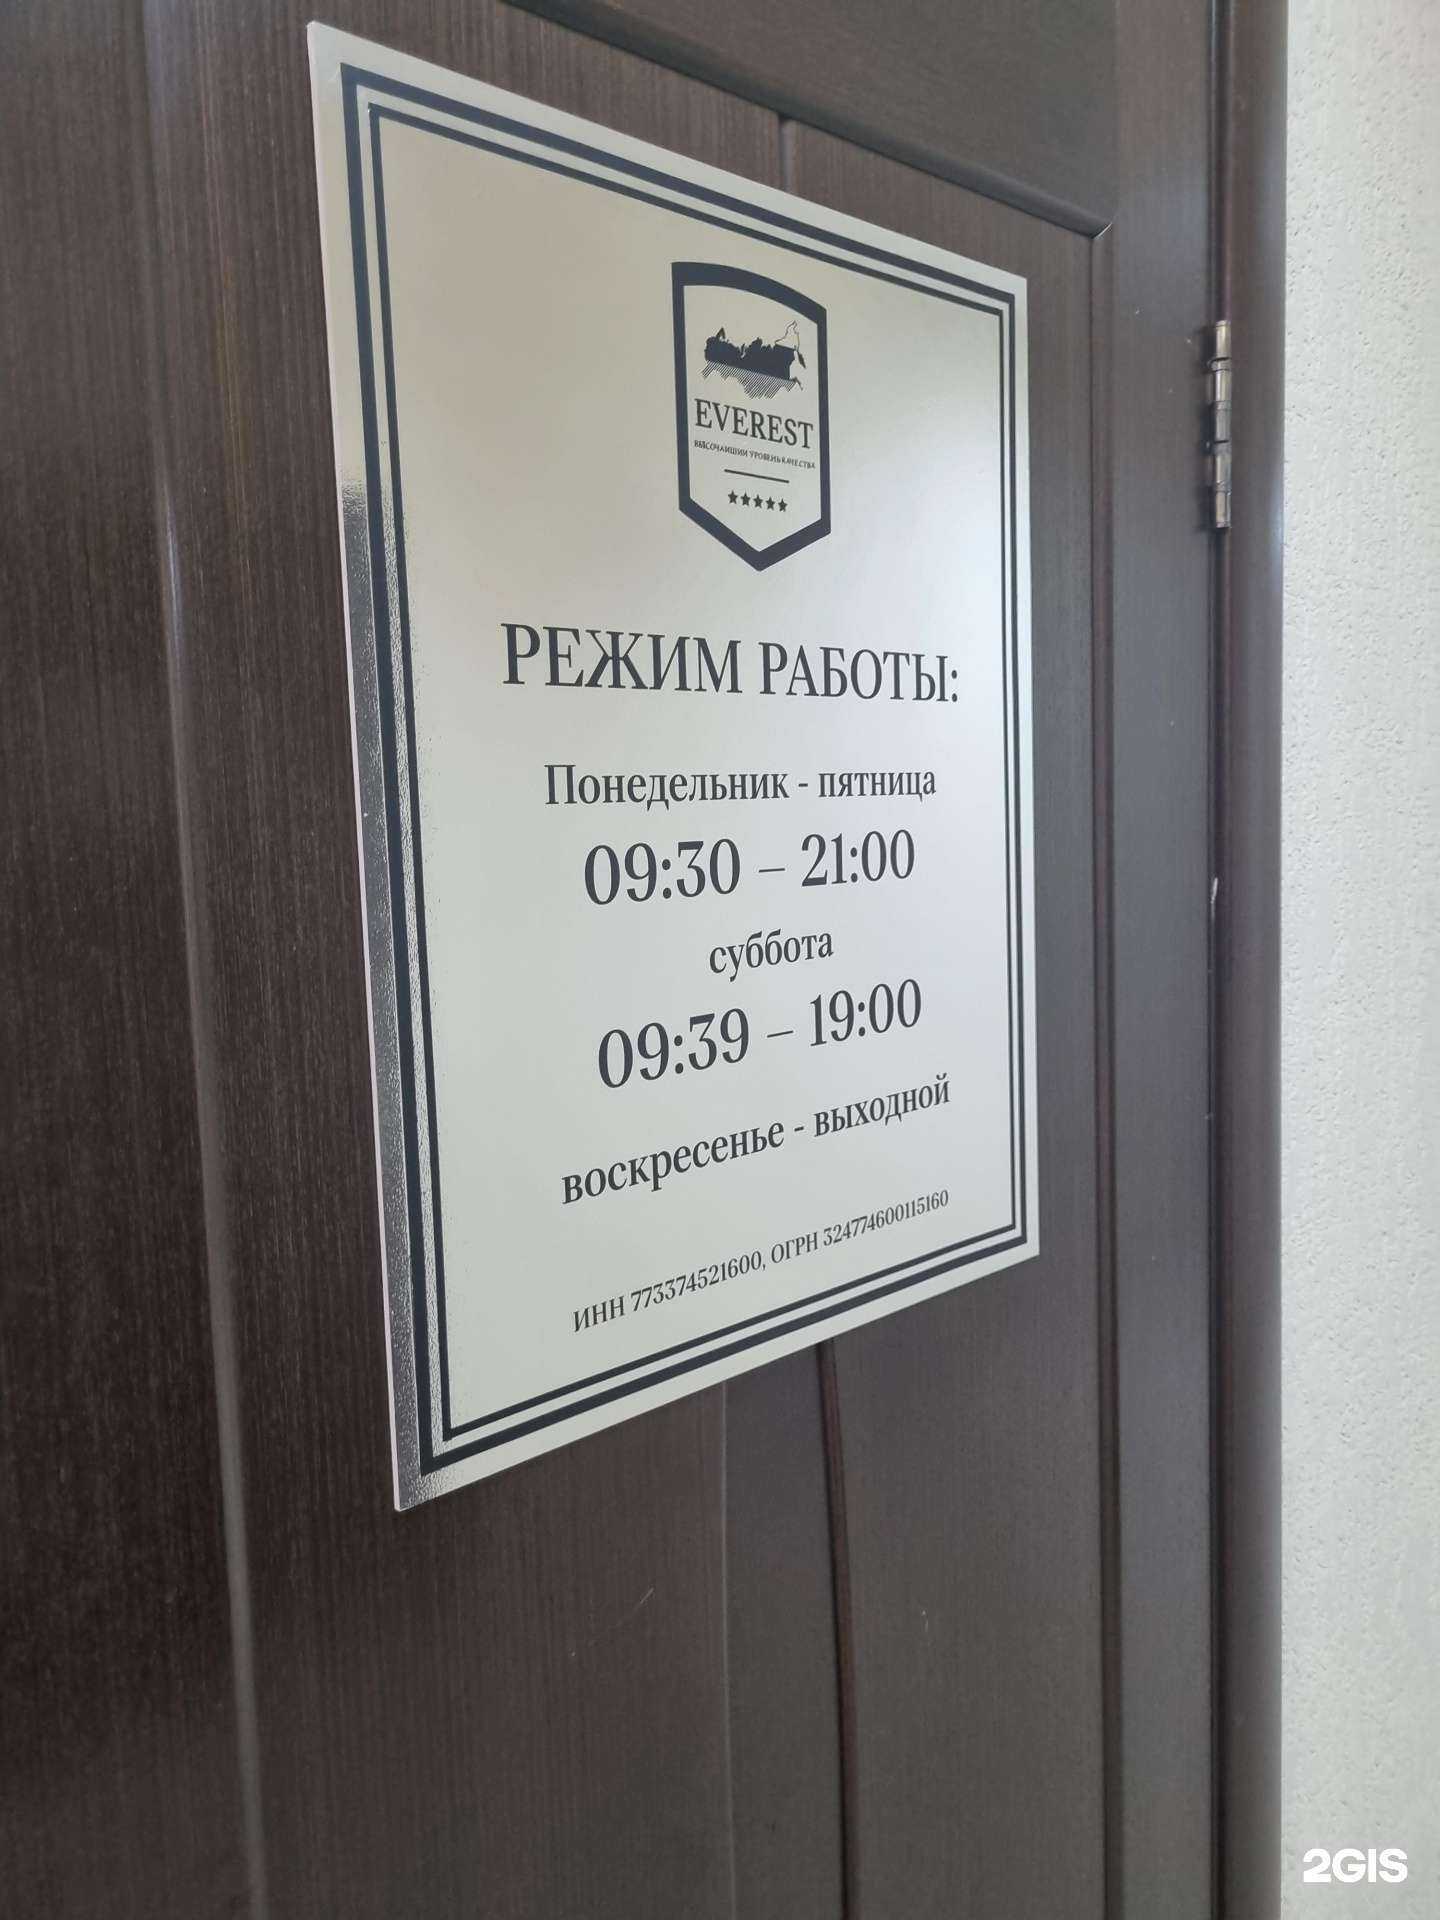 EVEREST
ВЫСОЧАЙШИЙ УРОВЕНЬ КАЧЕСТВА
РЕЖИМ РАБОТЫ:
Понедельник - пятница
09:30 – 21:00
суббота
09:39 – 19:00
воскресенье - выходной
ИНН 773374521600, ОГРН 324774600115160
2GIS